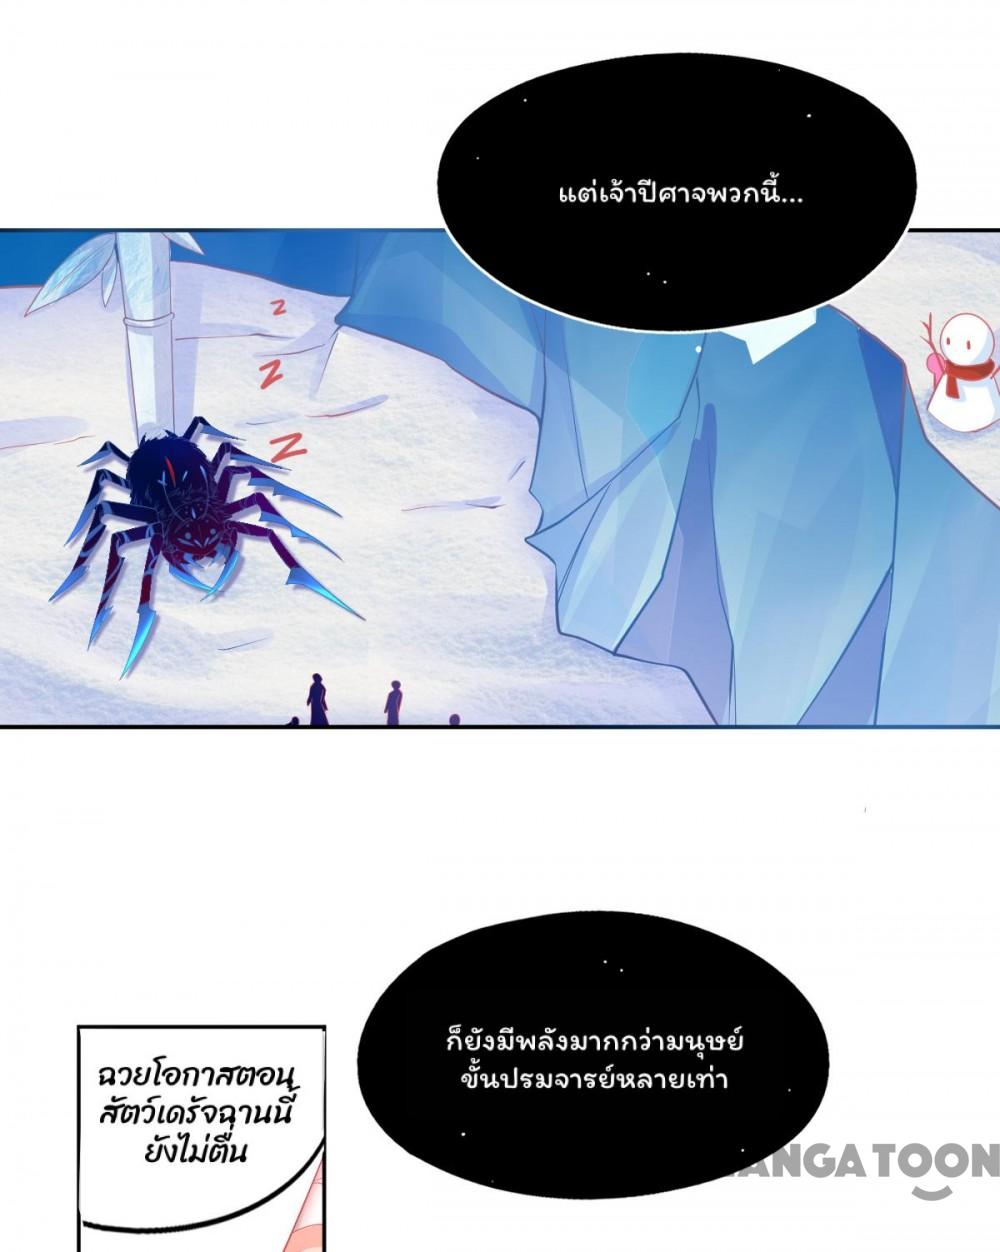 แต่เจ้าปีศาจพวกนี้...
z
z
z
ก็ยังมีพลังมากกว่ามนุษย์
ขั้นปรมจารย์หลายเท่า
ฉวยโอกาสตอน
สัตว์เดรัจฉานนี้
ยังไม่ตื่น
MANGATOON